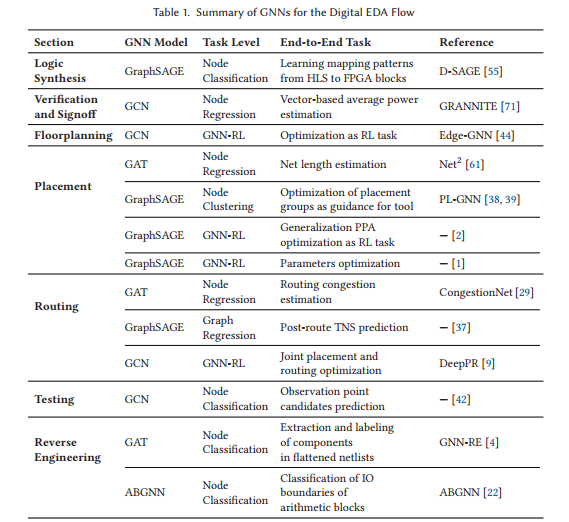 Table 1. Summary of GNNs for the Digital EDA Flow
Section GNN Model Task Level End-to-End Task Reference
Logic
Synthesis GraphSAGE Node
Classification Learning mapping patterns
from HLS to FPGA blocks D-SAGE [55]
Verification
and Signoff GCN Node
Regression Vector-based average power
estimation GRANNITE [71]
Floorplanning GCN GNN-RL Optimization as RL task Edge-GNN [44]
Placement
GAT Node
Regression Net length estimation Net² [61]
GraphSAGE Node
Clustering Optimization of placement
groups as guidance for tool PL-GNN [38, 39]
GraphSAGE GNN-RL Generalization PPA
optimization as RL task – [2]
GraphSAGE GNN-RL Parameters optimization – [1]
Routing
GAT Node
Regression Routing congestion
estimation CongestionNet [29]
GraphSAGE Graph
Regression Post-route TNS prediction – [37]
GCN GNN-RL Joint placement and
routing optimization DeepPR [9]
Testing GCN Node
Classification Observation point
candidates prediction – [42]
Reverse
Engineering
GAT Node
Classification Extraction and labeling
of components
in flattened netlists GNN-RE [4]
ABGNN Node
Classification Classification of IO
boundaries of
arithmetic blocks ABGNN [22]